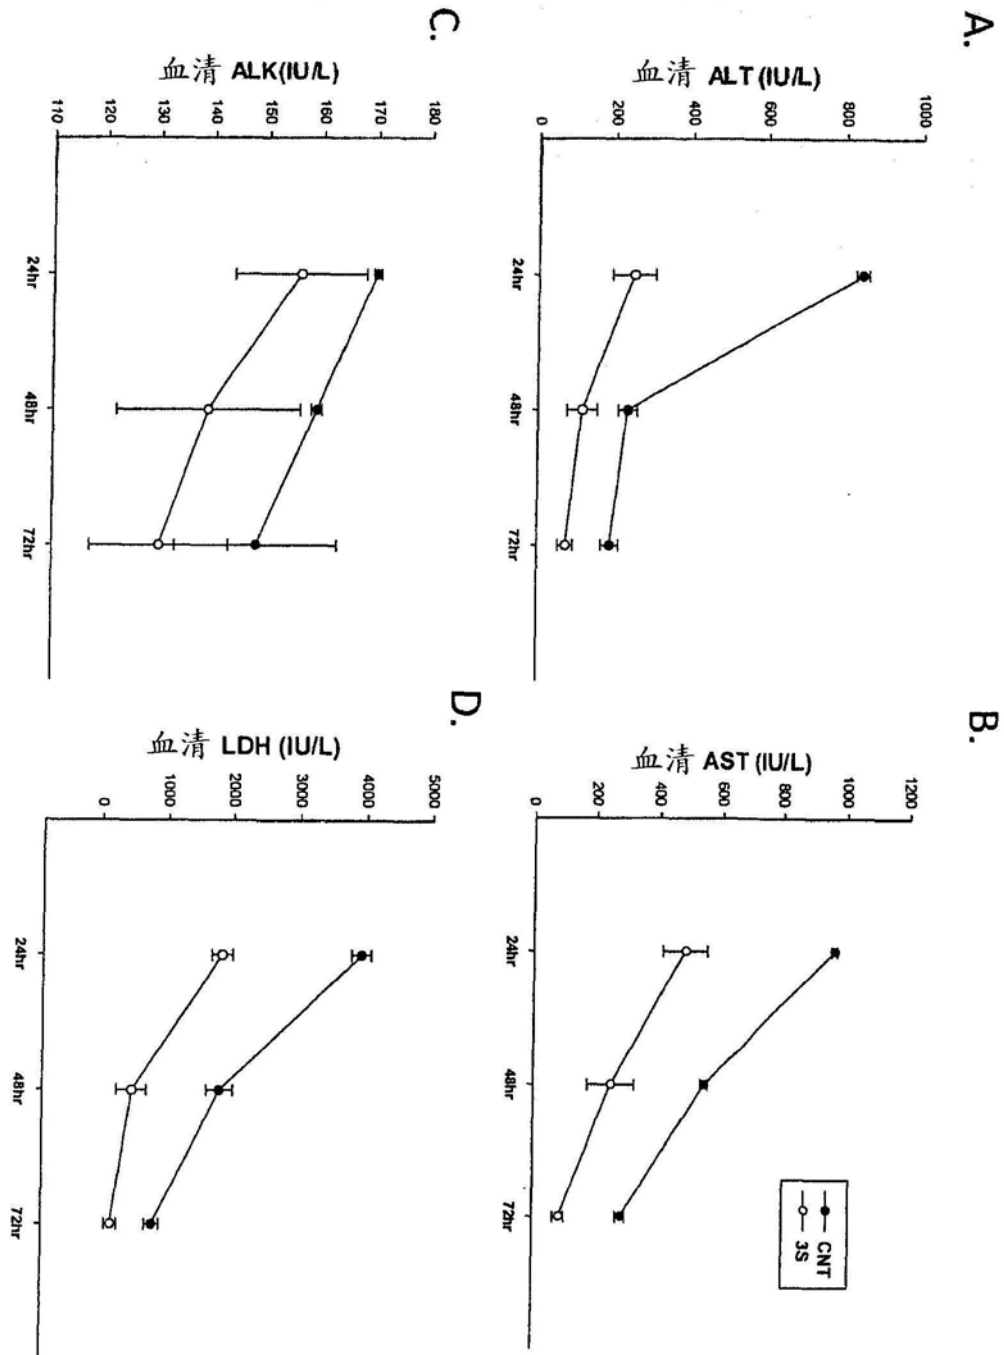 A.
血清 ALT (IU/L)
1000
800
600
400
200
0
24hr
48hr
72hr
B.
血清 AST (IU/L)
1200
1000
800
600
400
200
0
24hr
48hr
72hr
CNT
3S
C.
血清 ALK(IU/L)
180
170
160
150
140
130
120
110
24hr
48hr
72hr
D.
血清 LDH (IU/L)
5000
4000
3000
2000
1000
0
24hr
48hr
72hr